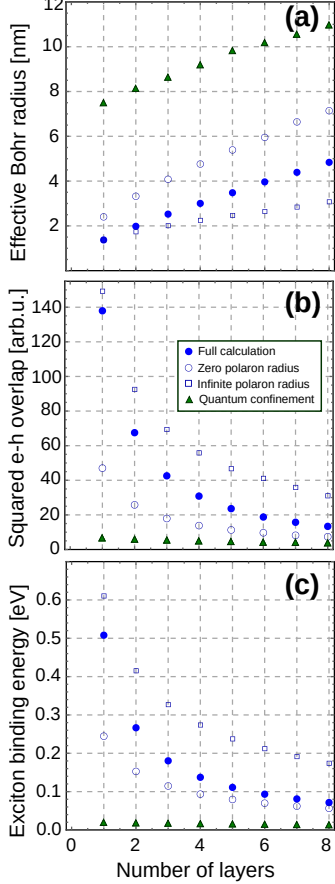 12
(a)
10
8
6
4
2
Effective Bohr radius [nm]
140
(b)
120
100
80
60
40
20
0
Squared e-h overlap [arb.u.]
Full calculation
Zero polaron radius
Infinite polaron radius
Quantum confinement
(c)
0.6
0.5
0.4
0.3
0.2
0.1
0.0
Exciton binding energy [eV]
0 2 4 6 8
Number of layers